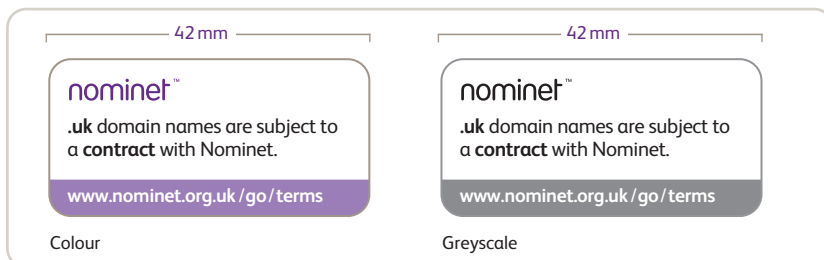 42 mm
nominet™
.uk domain names are subject to
a contract with Nominet.
www.nominet.org.uk/go/terms
Colour
42 mm
nominet™
.uk domain names are subject to
a contract with Nominet.
www.nominet.org.uk/go/terms
Greyscale